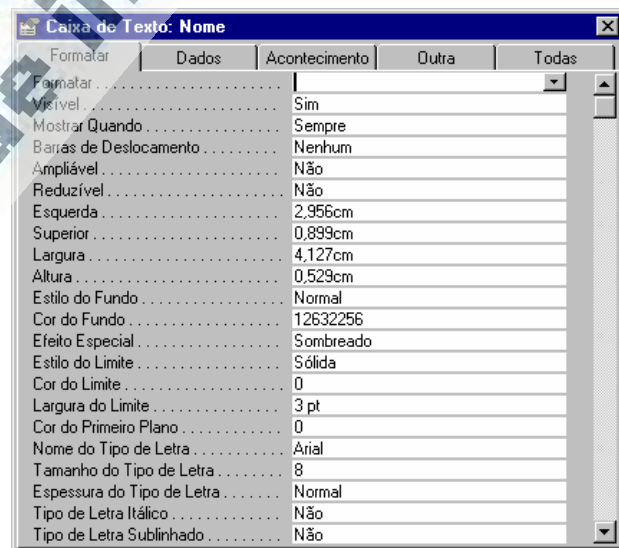 Caixa de Texto: Nome
Formatar Dados Acontecimento Outra Todas
Formatar . . . . . . . . . . . . . . . . . . . . . .
Visível . . . . . . . . . . . . . . . . . . . . . . . Sim
Mostrar Quando . . . . . . . . . . . . . . . Sempre
Barras de Deslocamento . . . . . . . . . Nenhum
Ampliável . . . . . . . . . . . . . . . . . . . . . Não
Reduzível . . . . . . . . . . . . . . . . . . . . . Não
Esquerda . . . . . . . . . . . . . . . . . . . . . 2,956cm
Superior . . . . . . . . . . . . . . . . . . . . . . 0,899cm
Largura . . . . . . . . . . . . . . . . . . . . . . 4,127cm
Altura . . . . . . . . . . . . . . . . . . . . . . . 0,529cm
Estilo do Fundo . . . . . . . . . . . . . . . . Normal
Cor do Fundo . . . . . . . . . . . . . . . . . 12632256
Efeito Especial . . . . . . . . . . . . . . . . Sombreado
Estilo do Limite . . . . . . . . . . . . . . . . Sólida
Cor do Limite . . . . . . . . . . . . . . . . . . 0
Largura do Limite . . . . . . . . . . . . . . . 3 pt
Cor do Primeiro Plano . . . . . . . . . . . . 0
Nome do Tipo de Letra . . . . . . . . . . . Arial
Tamanho do Tipo de Letra . . . . . . . . 8
Espessura do Tipo de Letra . . . . . . . Normal
Tipo de Letra Itálico . . . . . . . . . . . . . Não
Tipo de Letra Sublinhado . . . . . . . . . Não